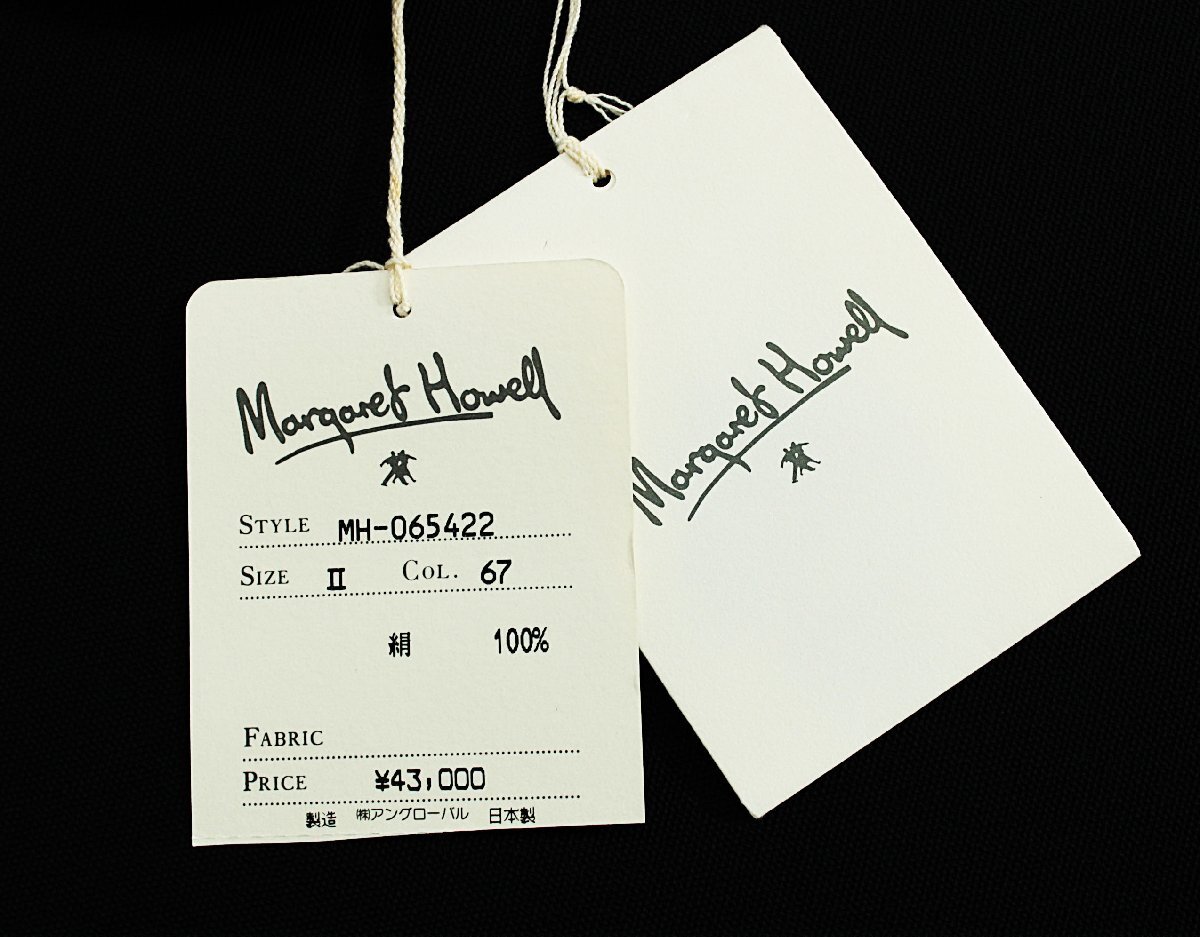 Margaret Howell
STYLE MH-065422
SIZE II COL. 67
絹 100%
FABRIC
PRICE ¥43,000
製造 ㈱アングローバル 日本製
Margaret Howell